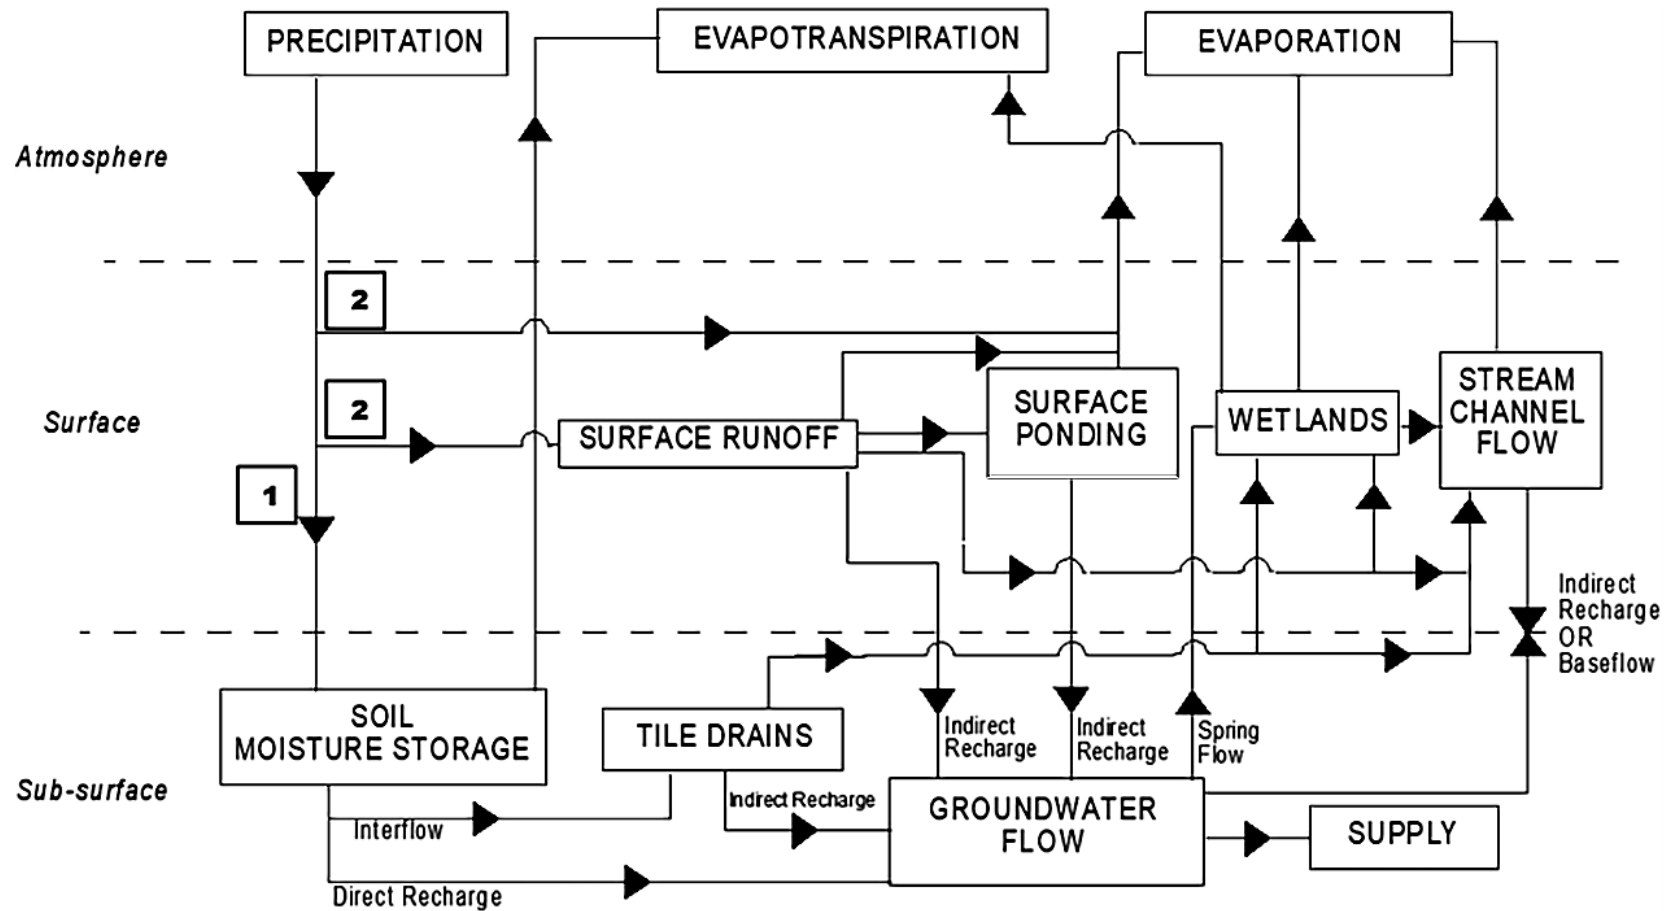 PRECIPITATION
EVAPOTRANSPIRATION
EVAPORATION
Atmosphere
2
2
Surface
1
SURFACE RUNOFF
SURFACE
PONDING
WETLANDS
STREAM
CHANNEL
FLOW
Indirect
Recharge
OR
Baseflow
SOIL
MOISTURE STORAGE
TILE DRAINS
Indirect
Recharge
Indirect
Recharge
Spring
Flow
Sub-surface
Interflow
Indirect Recharge
GROUNDWATER
FLOW
SUPPLY
Direct Recharge